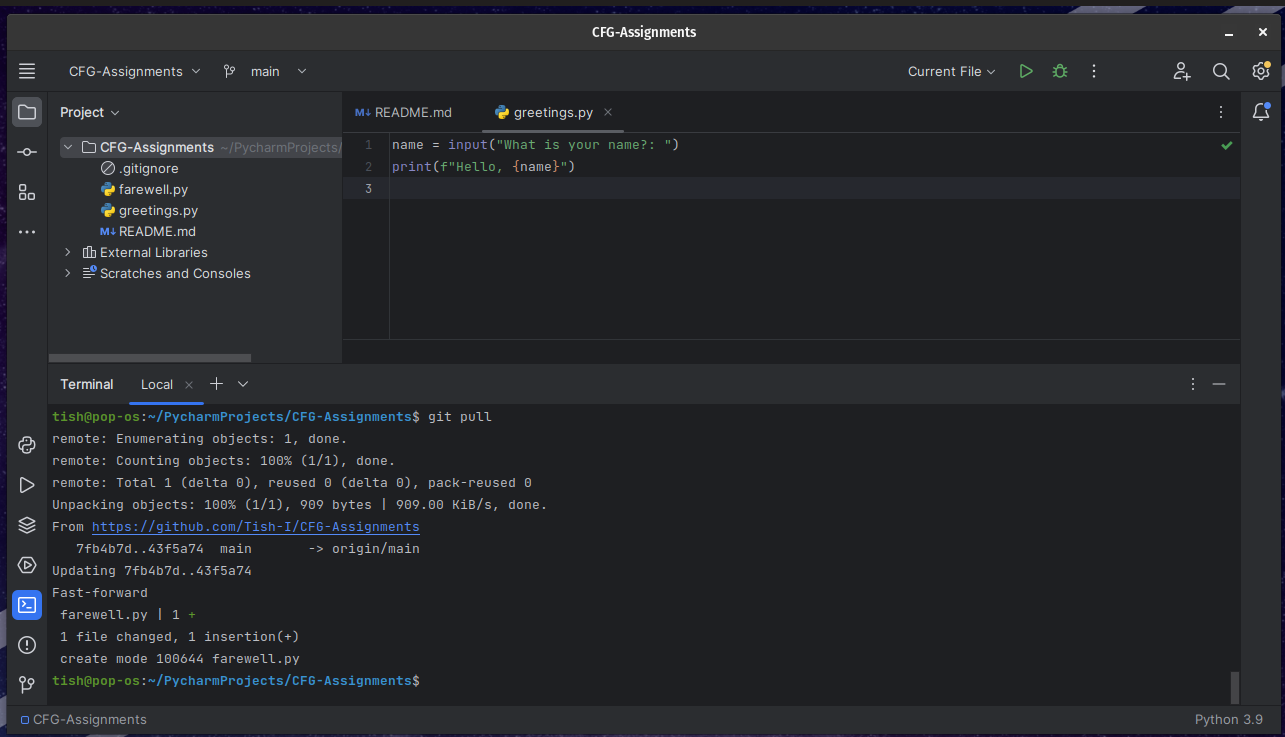 CFG-Assignments
CFG-Assignments main Current File
Project
README.md greetings.py
CFG-Assignments ~/PycharmProjects/
.gitignore
farewell.py
greetings.py
M↓ README.md
External Libraries
Scratches and Consoles
1 name = input("What is your name?: ")
2 print(f"Hello, {name}")
3
Terminal Local
tish@pop-os:~/PycharmProjects/CFG-Assignments$ git pull
remote: Enumerating objects: 1, done.
remote: Counting objects: 100% (1/1), done.
remote: Total 1 (delta 0), reused 0 (delta 0), pack-reused 0
Unpacking objects: 100% (1/1), 909 bytes | 909.00 KiB/s, done.
From https://github.com/Tish-I/CFG-Assignments
7fb4b7d..43f5a74 main -> origin/main
Updating 7fb4b7d..43f5a74
Fast-forward
farewell.py | 1 +
1 file changed, 1 insertion(+)
create mode 100644 farewell.py
tish@pop-os:~/PycharmProjects/CFG-Assignments$
CFG-Assignments Python 3.9